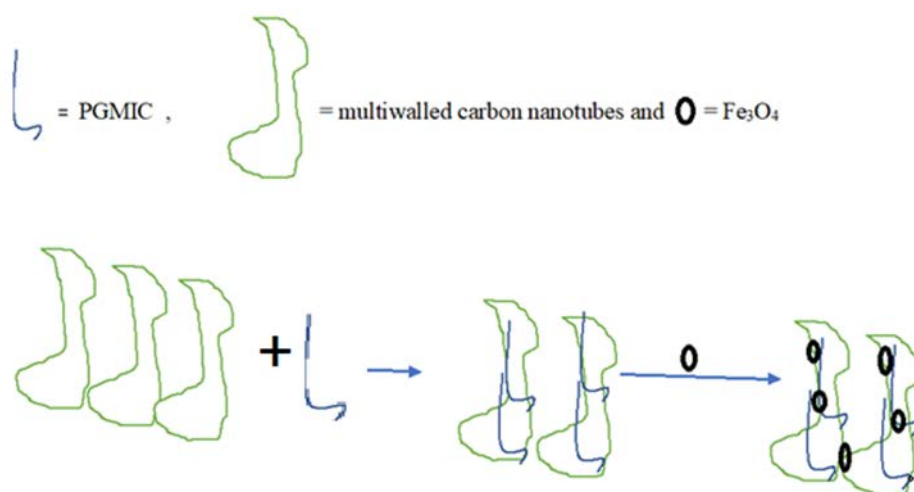 = PGMIC , = multiwalled carbon nanotubes and = Fe₃O₄
+